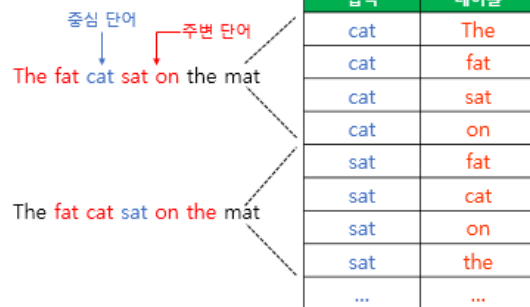 중심 단어
주변 단어
The fat cat sat on the mat
The fat cat sat on the mat
cat The
cat fat
cat sat
cat on
sat fat
sat cat
sat on
sat the
... ...